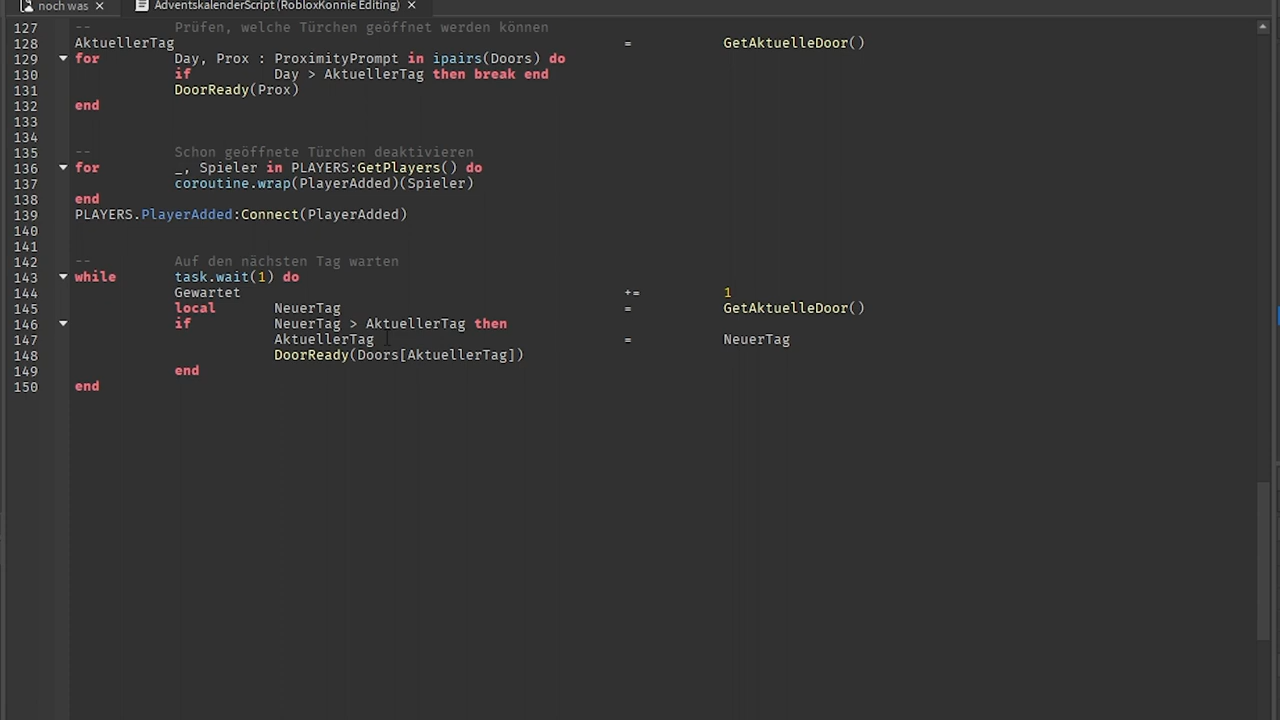 noch was × AdventskalenderScript (RobloxKonnie Editing) ×
127 -- Prüfen, welche Türchen geöffnet werden können
128 AktuellerTag = GetAktuelleDoor()
129 for Day, Prox : ProximityPrompt in ipairs(Doors) do
130 if Day > AktuellerTag then break end
131 DoorReady(Prox)
132 end
133
134
135 -- Schon geöffnete Türchen deaktivieren
136 for _, Spieler in PLAYERS:GetPlayers() do
137 coroutine.wrap(PlayerAdded)(Spieler)
138 end
139 PLAYERS.PlayerAdded:Connect(PlayerAdded)
140
141
142 -- Auf den nächsten Tag warten
143 while task.wait(1) do
144 Gewartet += 1
145 local NeuerTag = GetAktuelleDoor()
146 if NeuerTag > AktuellerTag then
147 AktuellerTag = NeuerTag
148 DoorReady(Doors[AktuellerTag])
149 end
150 end